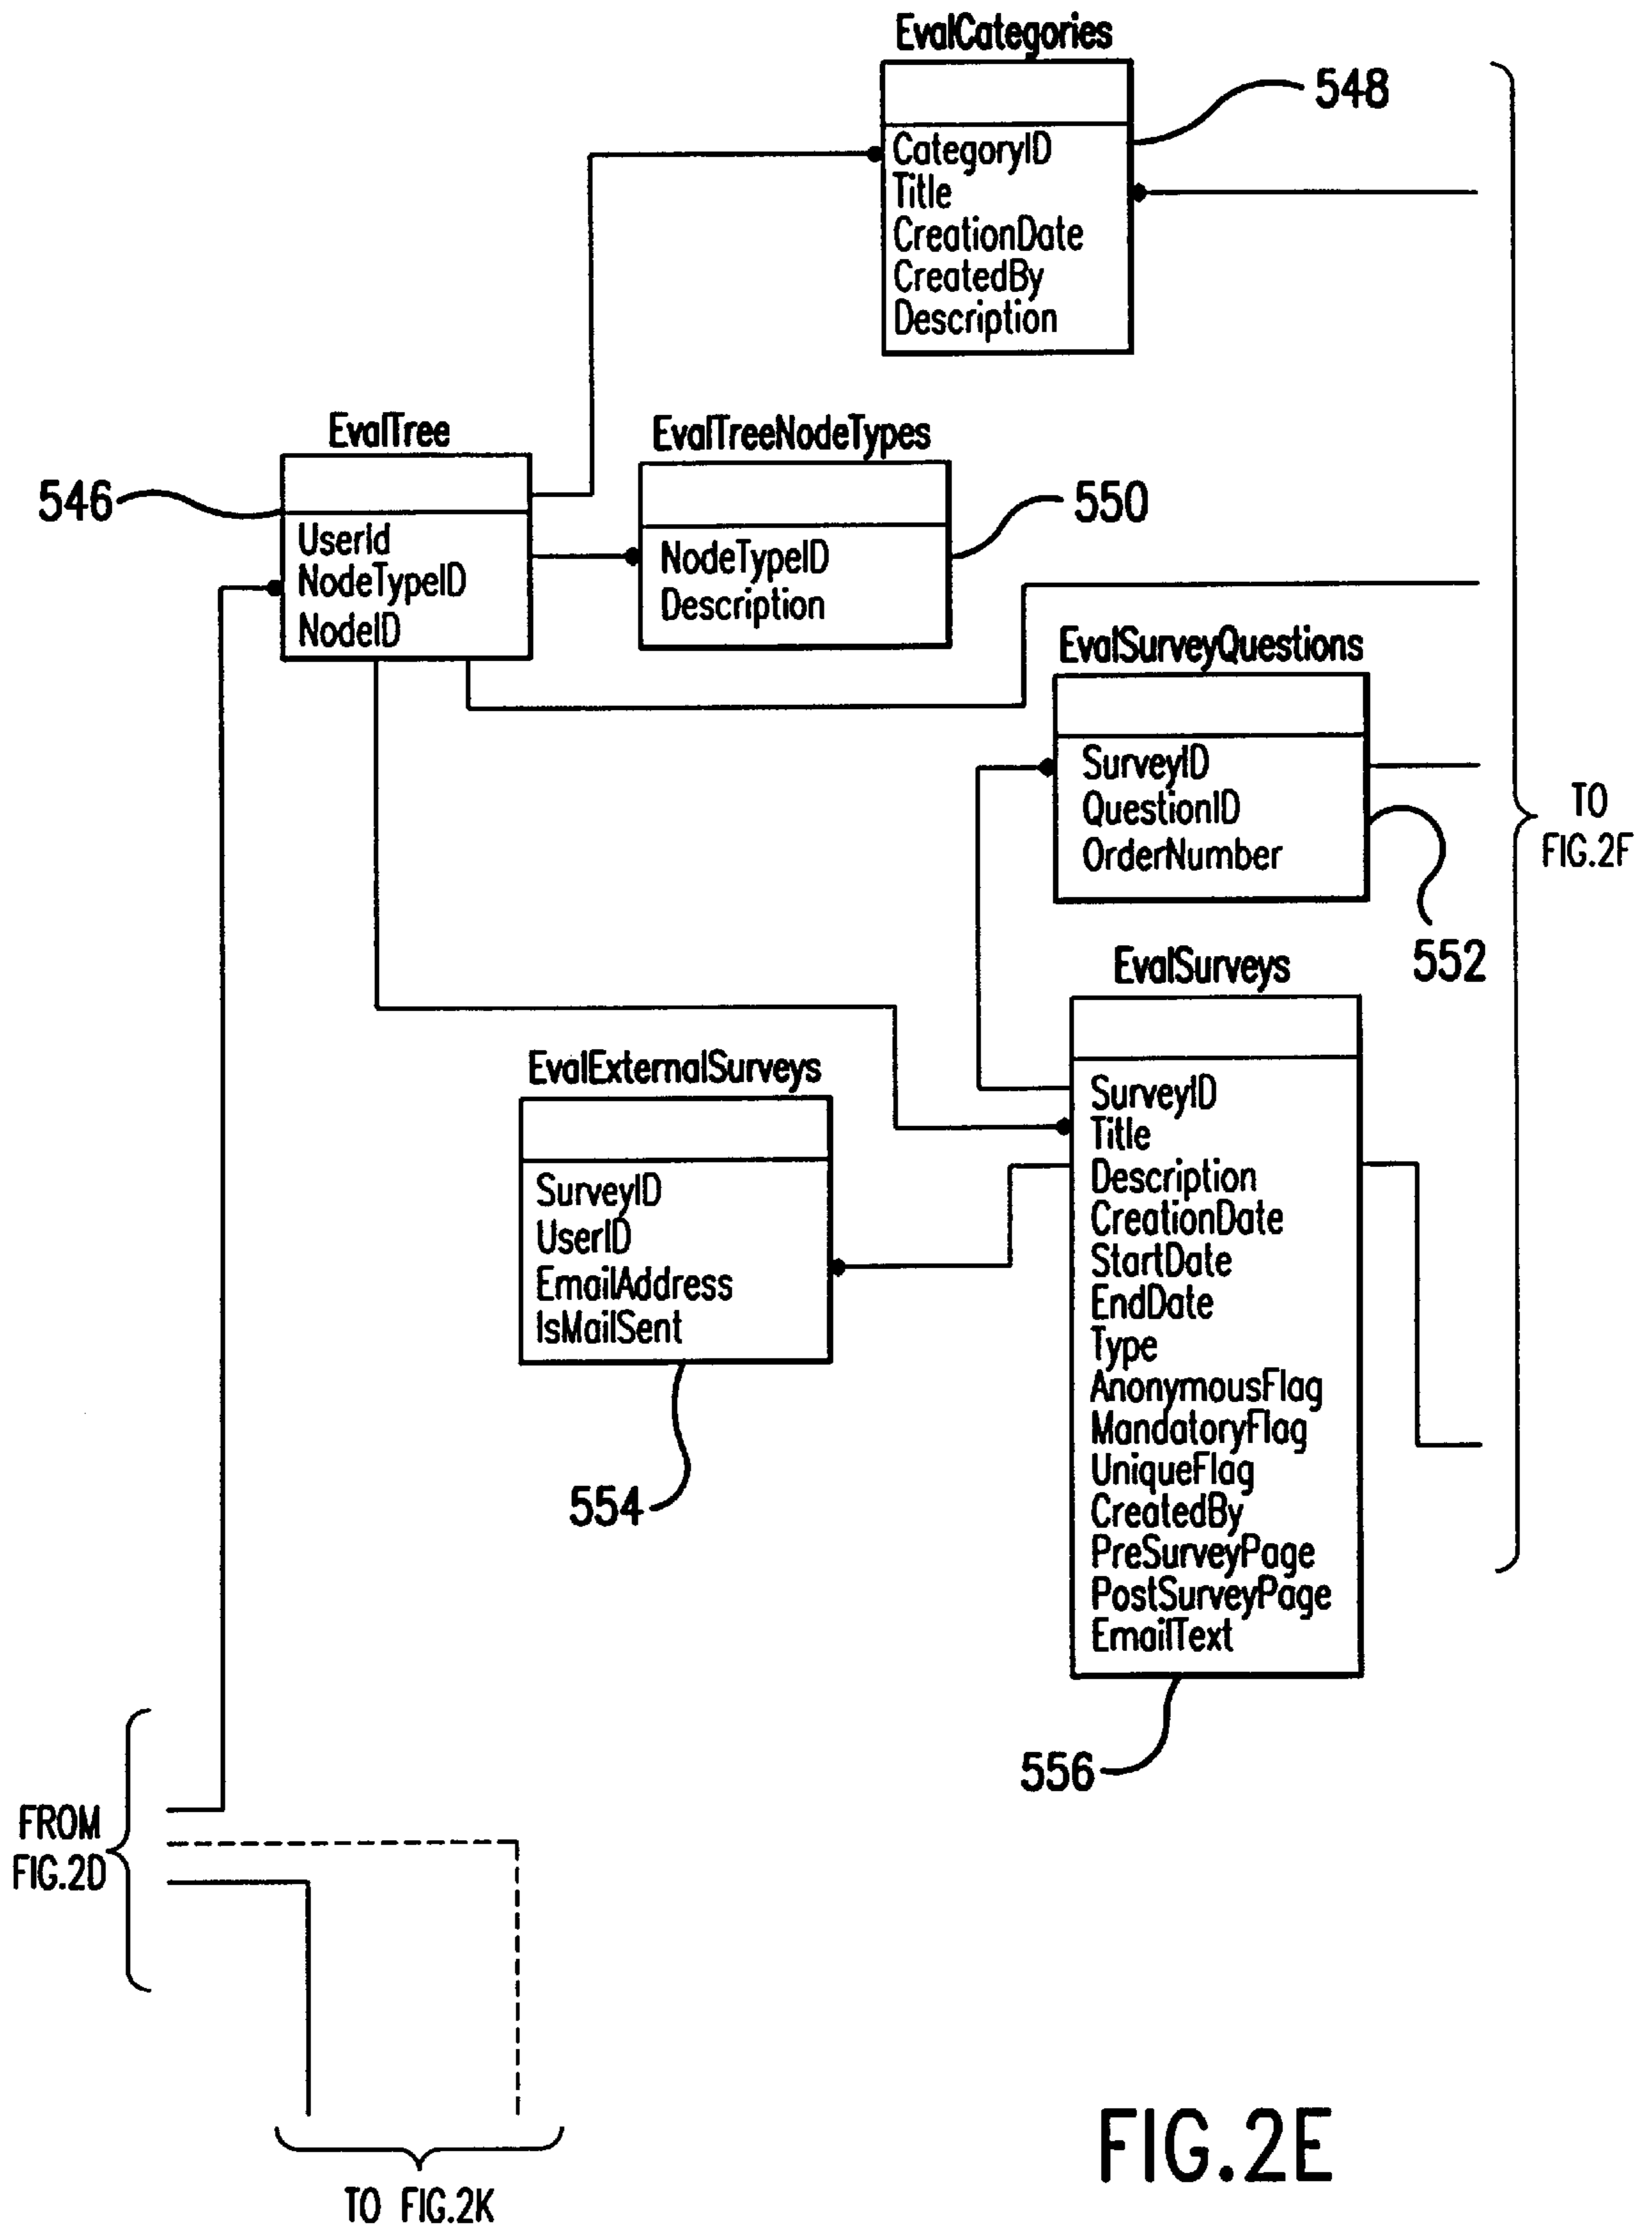 EvalCategories
548
CategoryID
Title
CreationDate
CreatedBy
Description
EvalTree
546
UserId
NodeTypeID
NodeID
EvalTreeNodeTypes
550
NodeTypeID
Description
EvalSurveyQuestions
SurveyID
QuestionID
OrderNumber
552
TO
FIG.2F
EvalSurveys
SurveyID
Title
Description
CreationDate
StartDate
EndDate
Type
AnonymousFlag
MandatoryFlag
UniqueFlag
CreatedBy
PreSurveyPage
PostSurveyPage
EmailText
556
EvalExternalSurveys
SurveyID
UserID
EmailAddress
IsMailSent
554
FROM
FIG.2D
TO FIG.2K
FIG.2E